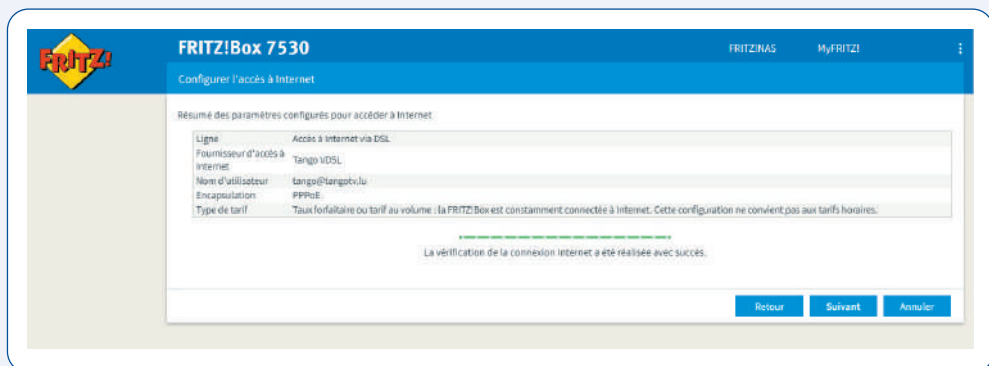 FRITZ!
FRITZ!Box 7530
FRITZ!NAS
MyFRITZ!
Configurer l'accès à Internet
Résumé des paramètres configurés pour accéder à Internet
Ligne Accès à Internet via DSL
Fournisseur d'accès à Internet Tango VDSL
Nom d'utilisateur tango@tangotv.lu
Encapsulation PPPoE
Type de tarif Taux forfaitaire ou tarif au volume : la FRITZ!Box est constamment connectée à Internet. Cette configuration ne convient pas aux tarifs horaires.
La vérification de la connexion Internet a été réalisée avec succès.
Retour
Suivant
Annuler